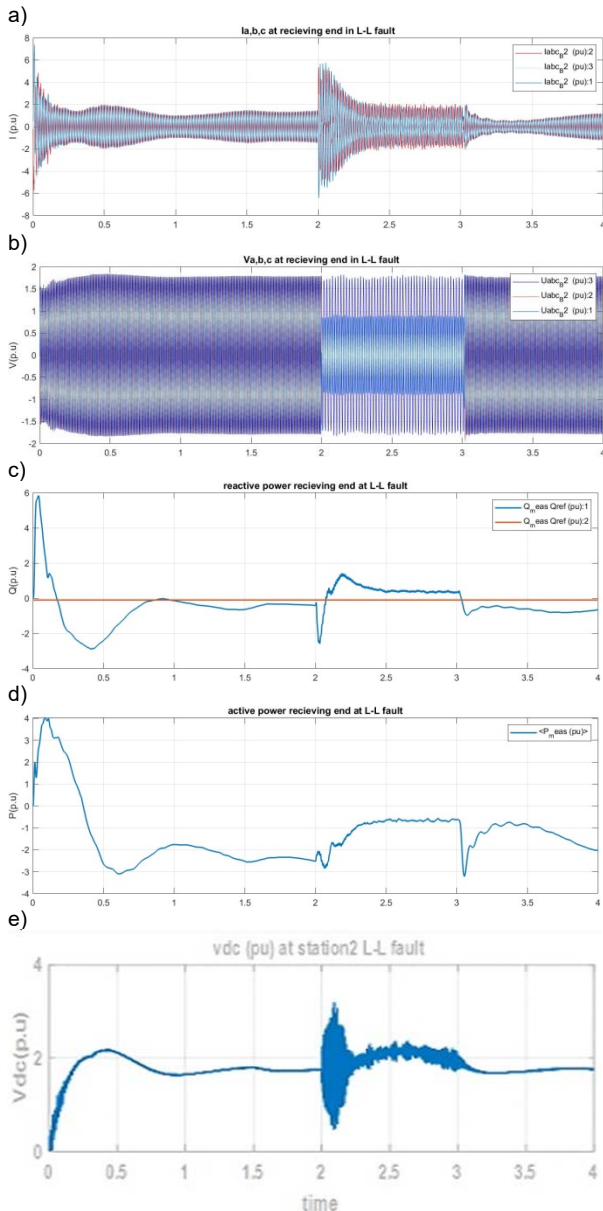 a)
Ia,b,c at recieving end in L-L fault
8
6
4
2
0
-2
-4
-6
-8
I (p.u)
Iabc_B2 (pu):2
Iabc_B2 (pu):3
Iabc_B2 (pu):1
0 0.5 1 1.5 2 2.5 3 3.5 4
b)
Va,b,c at recieving end in L-L fault
2
1.5
1
0.5
0
-0.5
-1
-1.5
-2
V(p.u)
Uabc_B2 (pu):3
Uabc_B2 (pu):2
Uabc_B2 (pu):1
0 0.5 1 1.5 2 2.5 3 3.5 4
c)
reactive power recieving end at L-L fault
6
4
2
0
-2
-4
Q(p.u)
Q_meas Qref (pu):1
Q_meas Qref (pu):2
0 0.5 1 1.5 2 2.5 3 3.5 4
d)
active power recieving end at L-L fault
4
3
2
1
0
-1
-2
-3
-4
P(p.u)
<P_meas (pu)>
0 0.5 1 1.5 2 2.5 3 3.5 4
e)
vdc (pu) at station2 L-L fault
4
2
0
Vdc(p.u)
0 0.5 1 1.5 2 2.5 3 3.5 4
time